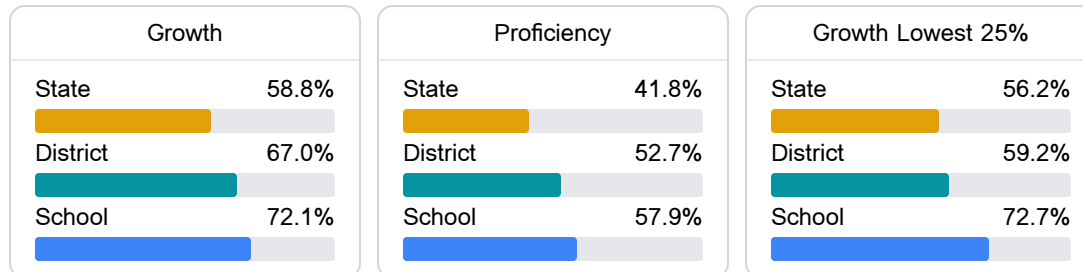 Growth
State 58.8%
District 67.0%
School 72.1%
Proficiency
State 41.8%
District 52.7%
School 57.9%
Growth Lowest 25%
State 56.2%
District 59.2%
School 72.7%